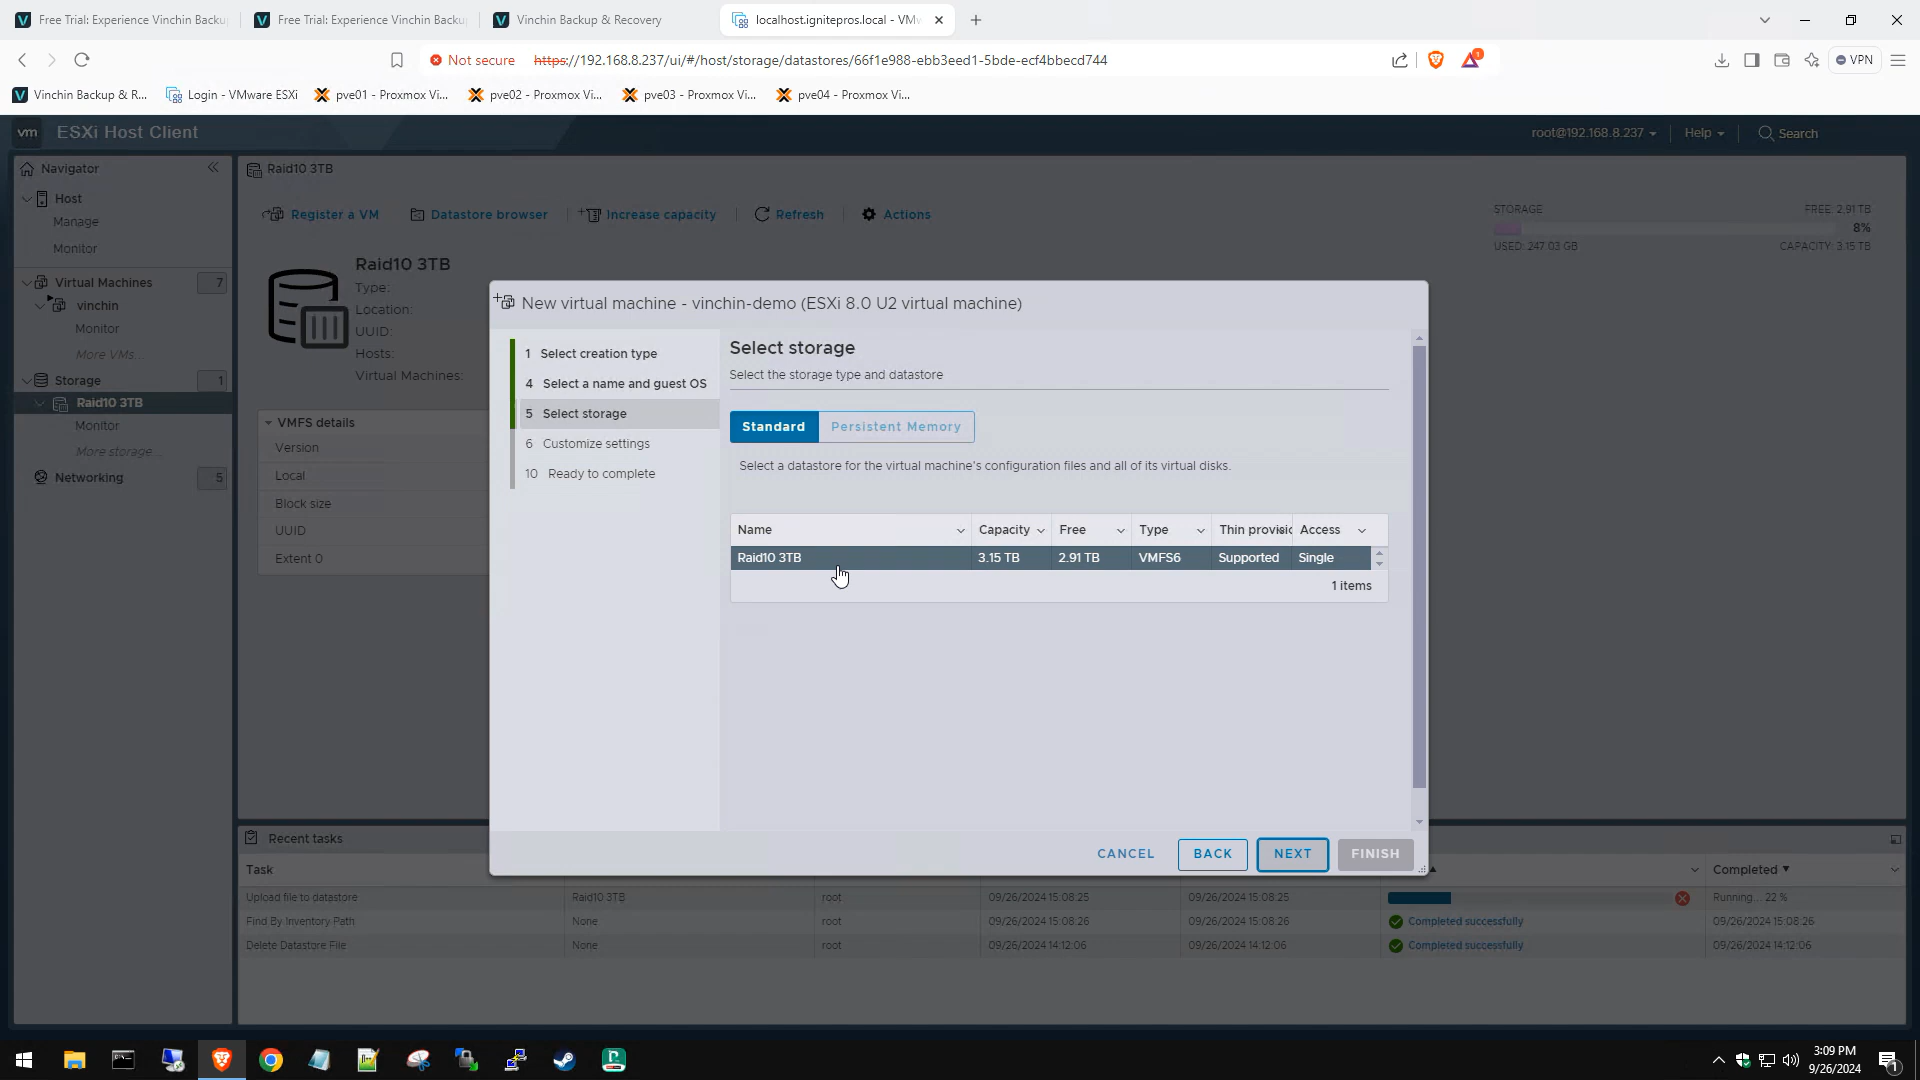 Free Trial: Experience Vinchin Backu
Free Trial: Experience Vinchin Backu
Vinchin Backup & Recovery
localhost.ignitepros.local - VMw
Not secure
https://192.168.8.237/ui/#/host/storage/datastores/66f1e988-ebb3eed1-5bde-ecf4bbecd744
1
VPN
Vinchin Backup & R...
Login - VMware ESXi
pve01 - Proxmox Vi...
pve02 - Proxmox Vi...
pve03 - Proxmox Vi...
pve04 - Proxmox Vi...
vm
ESXi Host Client
root@192.168.8.237
Help
Search
Navigator
Host
Manage
Monitor
Virtual Machines
7
vinchin
Monitor
More VMs...
Storage
1
Raid10 3TB
Monitor
More storage...
Networking
5
Raid10 3TB
Register a VM
Datastore browser
Increase capacity
Refresh
Actions
STORAGE
FREE: 2.91 TB
8%
USED: 247.03 GB
CAPACITY: 3.15 TB
Raid10 3TB
Type:
Location:
UUID:
Hosts:
Virtual Machines:
VMFS details
Version
Local
Block size
UUID
Extent 0
New virtual machine - vinchin-demo (ESXi 8.0 U2 virtual machine)
1 Select creation type
4 Select a name and guest OS
5 Select storage
6 Customize settings
10 Ready to complete
Select storage
Select the storage type and datastore
Standard
Persistent Memory
Select a datastore for the virtual machine's configuration files and all of its virtual disks.
Name
Capacity
Free
Type
Thin provisic
Access
Raid10 3TB
3.15 TB
2.91 TB
VMFS6
Supported
Single
1 items
CANCEL
BACK
NEXT
FINISH
Recent tasks
Task
Completed
Upload file to datastore
Raid10 3TB
root
09/26/2024 15:08:25
09/26/2024 15:08:25
Running... 22 %
Find By Inventory Path
None
root
09/26/2024 15:08:26
09/26/2024 15:08:26
Completed successfully
09/26/2024 15:08:26
Delete Datastore File
None
root
09/26/2024 14:12:06
09/26/2024 14:12:06
Completed successfully
09/26/2024 14:12:06
3:09 PM
9/26/2024
1